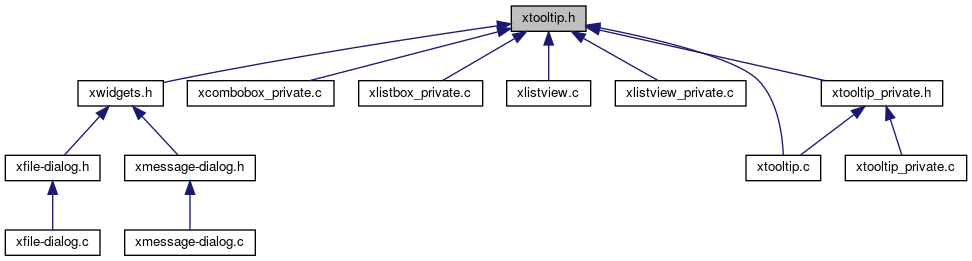 xtooltip.h
xwidgets.h
xcombobox_private.c
xlistbox_private.c
xlistview.c
xlistview_private.c
xtooltip_private.h
xfile-dialog.h
xmessage-dialog.h
xtooltip.c
xtooltip_private.c
xfile-dialog.c
xmessage-dialog.c